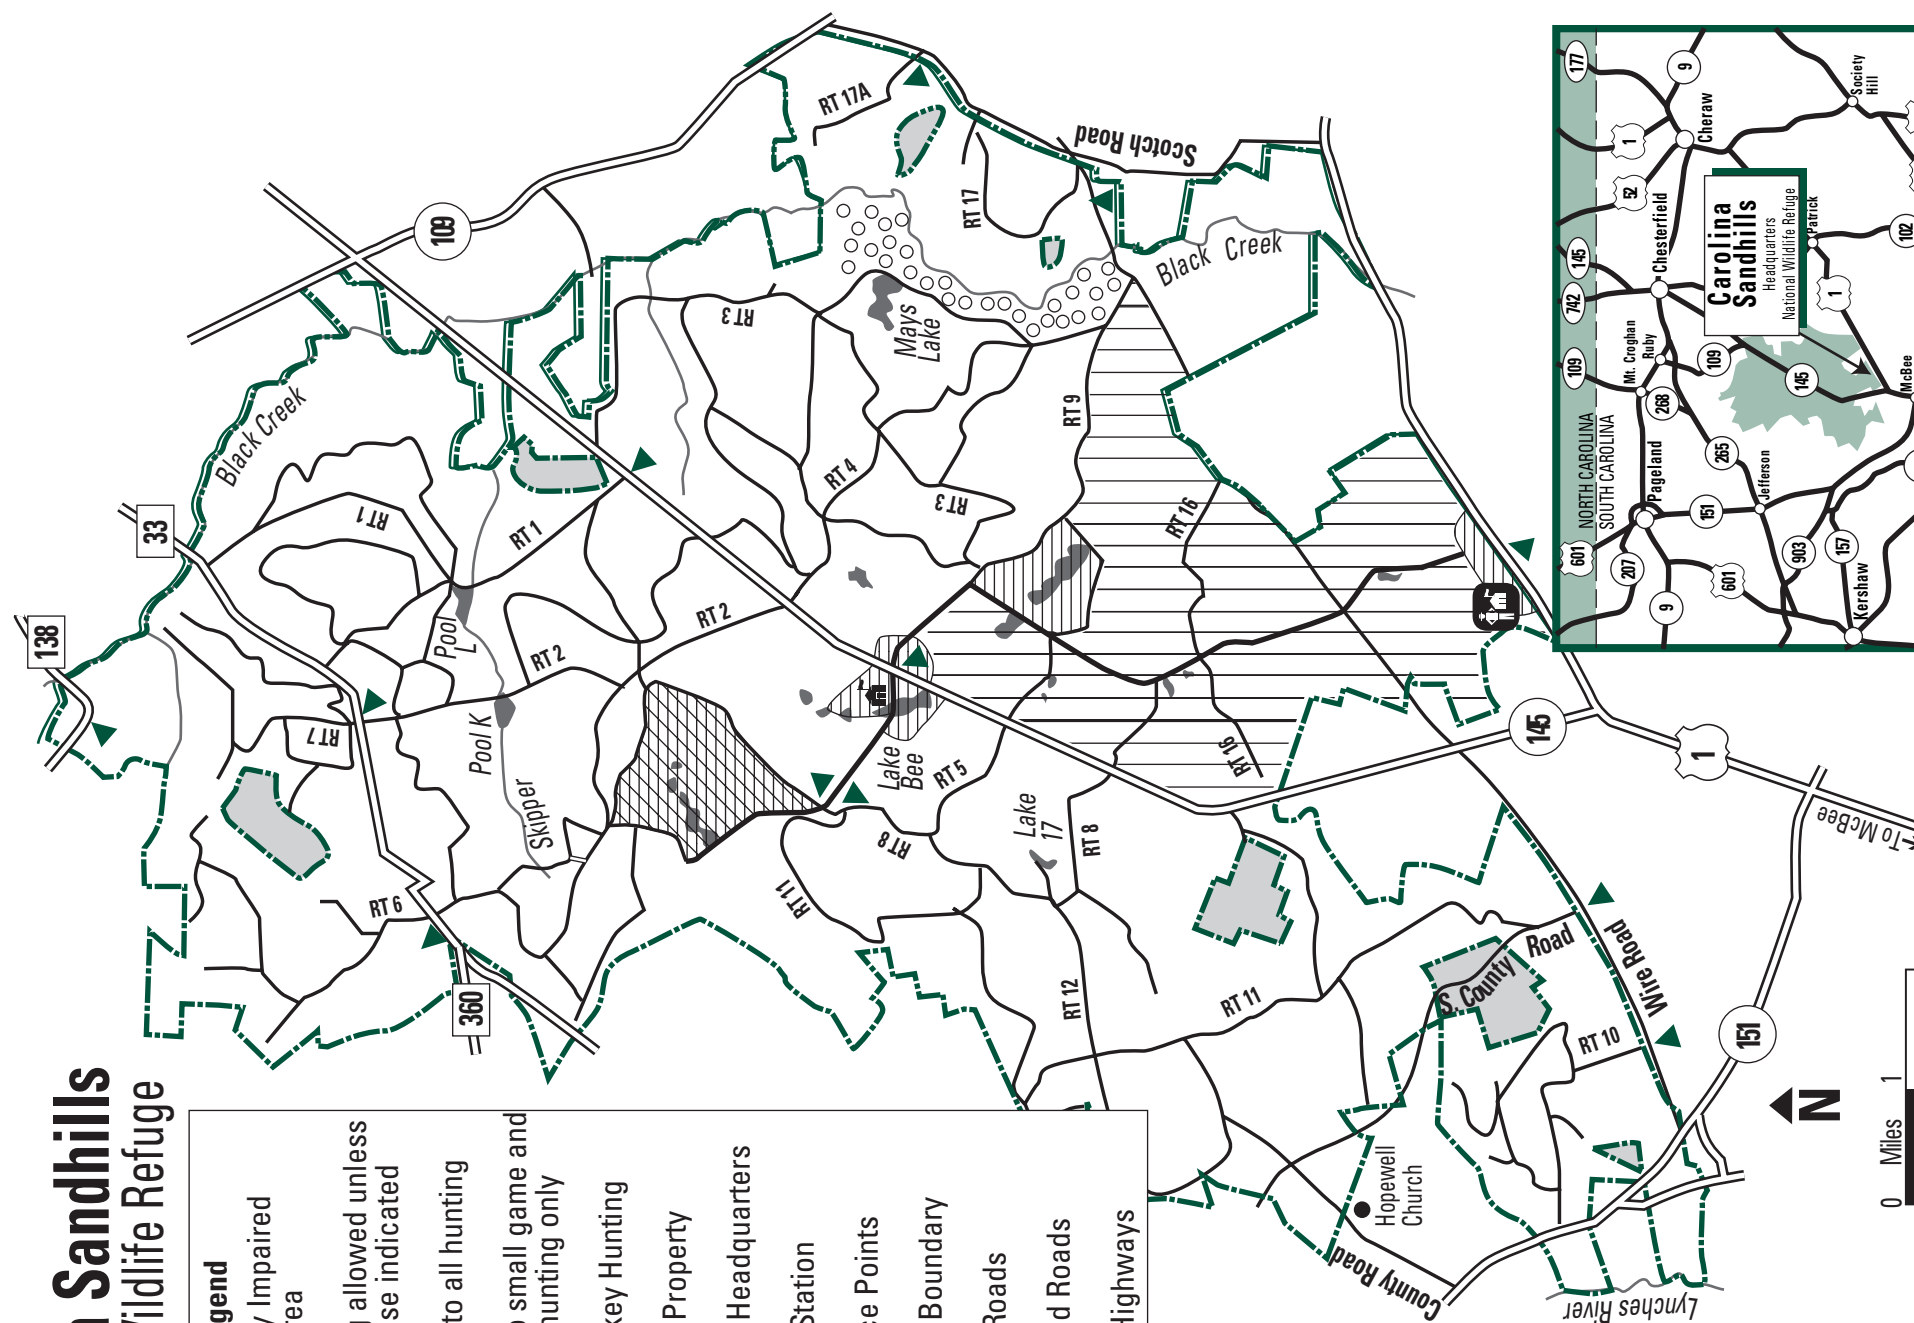 Sandhills
Wildlife Refuge
gend
y Impaired
rea
g allowed unless
se indicated
to all hunting
o small game and
hunting only
key Hunting
Property
Headquarters
Station
ce Points
Boundary
Roads
d Roads
Highways
138
33
109
360
145
1
151
Black Creek
RT 1
RT 1
RT 2
RT 2
RT 3
RT 3
RT 4
RT 5
RT 6
RT 7
RT 8
RT 8
RT 9
RT 10
RT 11
RT 11
RT 12
RT 16
RT 16
RT 17
RT 17A
Pool
L
Pool K
Skipper
Lake
Bee
Lake
17
Mays
Lake
Black Creek
Scotch Road
S. County Road
Wire Road
County Road
Hopewell
Church
Lynches River
To McBee
N
0 Miles 1
NORTH CAROLINA
SOUTH CAROLINA
601
109
742
145
177
207
9
601
52
1
9
268
109
265
151
903
157
145
1
102
Pageland
Mt. Croghan
Ruby
Chesterfield
Cheraw
Society
Hill
Jefferson
Kershaw
McBee
Patrick
Carolina
Sandhills
Headquarters
National Wildlife Refuge